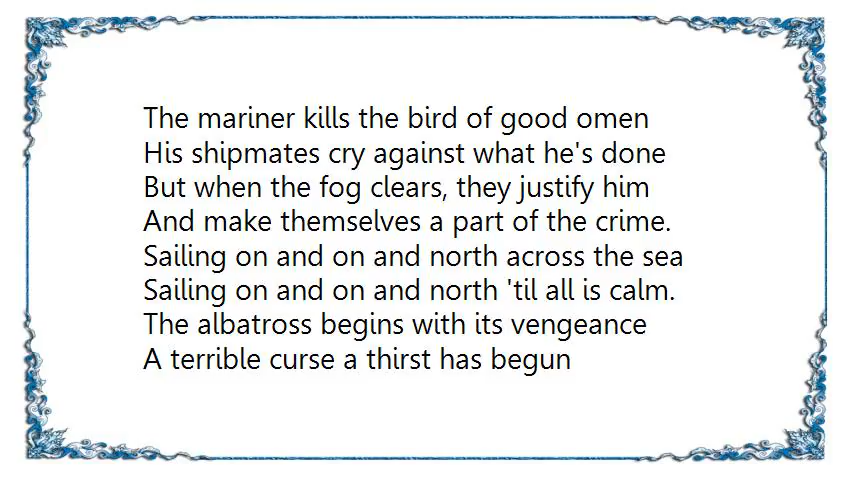 The mariner kills the bird of good omen
His shipmates cry against what he's done
But when the fog clears, they justify him
And make themselves a part of the crime.
Sailing on and on and north across the sea
Sailing on and on and north 'til all is calm.
The albatross begins with its vengeance
A terrible curse a thirst has begun